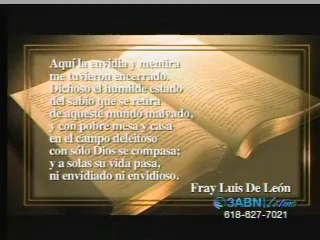 Aquí la envidia y mentira
me tuvieron encerrado.
Dichoso el humilde estado
del sabio que se retira
de aqueste mundo malvado,
y con pobre mesa y casa
en el campo deleitoso
con sólo Dios se compasa;
y a solas su vida pasa,
ni envidiado ni envidioso.
Fray Luis De León
3ABN Latino
618-627-7021